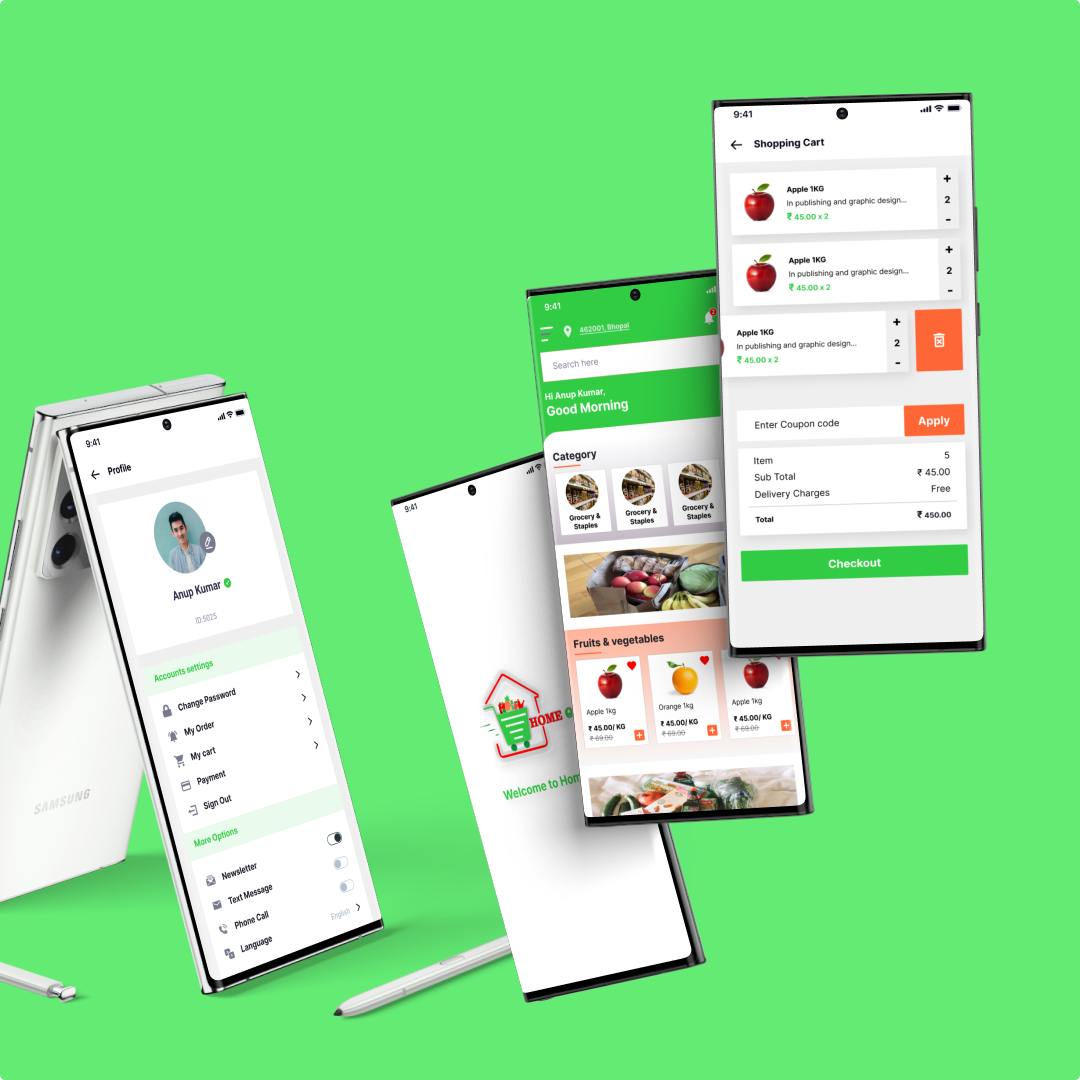 SAMSUNG
9:41
Profile
Anup Kumar
ID:5025
Accounts settings
Change Password
My Order
My cart
Payment
Sign Out
More Options
Newsletter
Text Message
Phone Call
Language
English
9:41
HOME
Welcome to Hom
9:41
462001, Bhopal
2
Search here
Hi Anup Kumar,
Good Morning
Category
Grocery &
Staples
Grocery &
Staples
Grocery &
Staples
Fruits & vegetables
Apple 1kg
₹ 45.00/ KG
₹ 69.00
Orange 1kg
₹ 45.00/ KG
₹ 69.00
Apple 1kg
₹ 45.00/ KG
₹ 69.00
9:41
Shopping Cart
Apple 1KG
In publishing and graphic design...
₹ 45.00 x 2
+
2
-
Apple 1KG
In publishing and graphic design...
₹ 45.00 x 2
+
2
-
Apple 1KG
In publishing and graphic design...
₹ 45.00 x 2
+
2
-
Enter Coupon code
Apply
Item 5
Sub Total ₹ 45.00
Delivery Charges Free
Total ₹ 450.00
Checkout